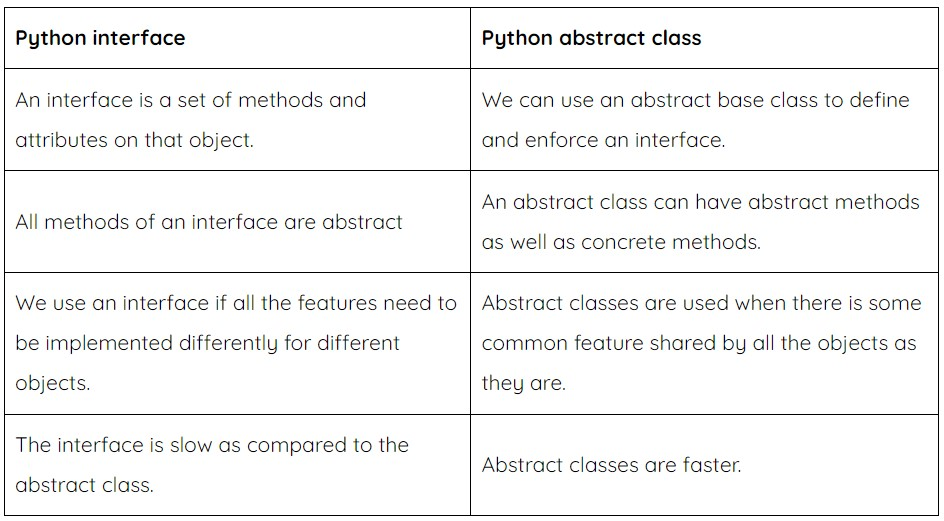 Python interface
Python abstract class
An interface is a set of methods and
attributes on that object.
We can use an abstract base class to define
and enforce an interface.
All methods of an interface are abstract
An abstract class can have abstract methods
as well as concrete methods.
We use an interface if all the features need to
be implemented differently for different
objects.
Abstract classes are used when there is some
common feature shared by all the objects as
they are.
The interface is slow as compared to the
abstract class.
Abstract classes are faster.